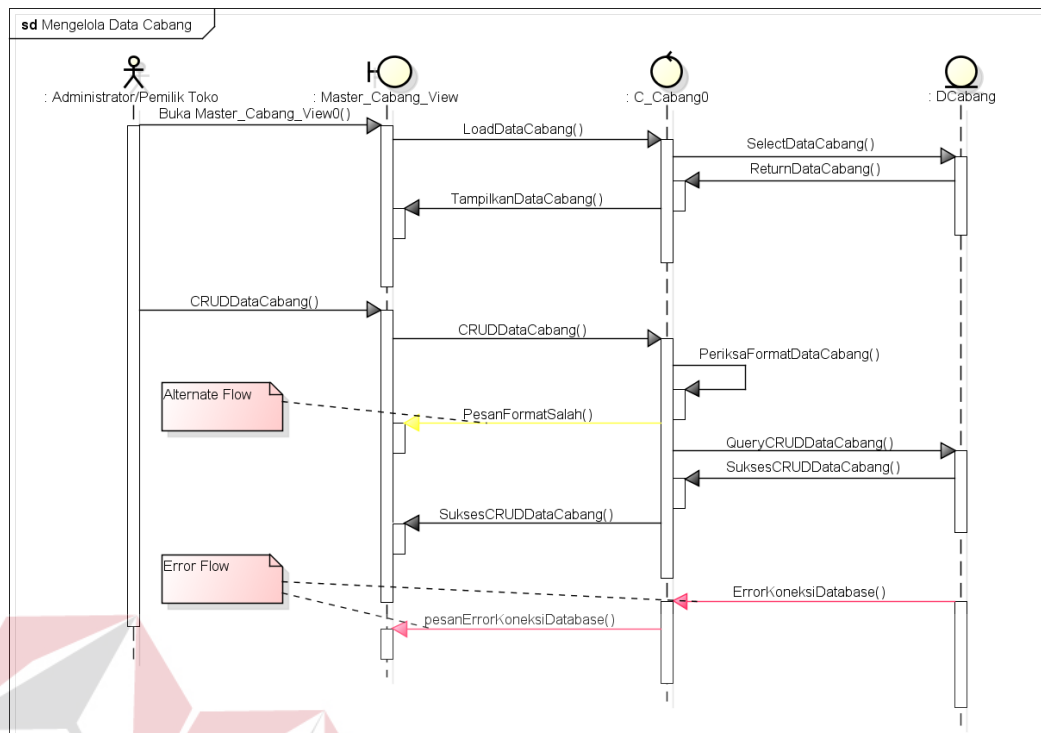 sd Mengelola Data Cabang
: Administrator/Pemilik Toko
: Master_Cabang_View
: C_Cabang0
: DCabang
Buka Master_Cabang_View0()
LoadDataCabang()
SelectDataCabang()
ReturnDataCabang()
TampilkanDataCabang()
CRUDDataCabang()
CRUDDataCabang()
PeriksaFormatDataCabang()
Alternate Flow
PesanFormatSalah()
QueryCRUDDataCabang()
SuksesCRUDDataCabang()
SuksesCRUDDataCabang()
Error Flow
ErrorKoneksiDatabase()
pesanErrorKoneksiDatabase()